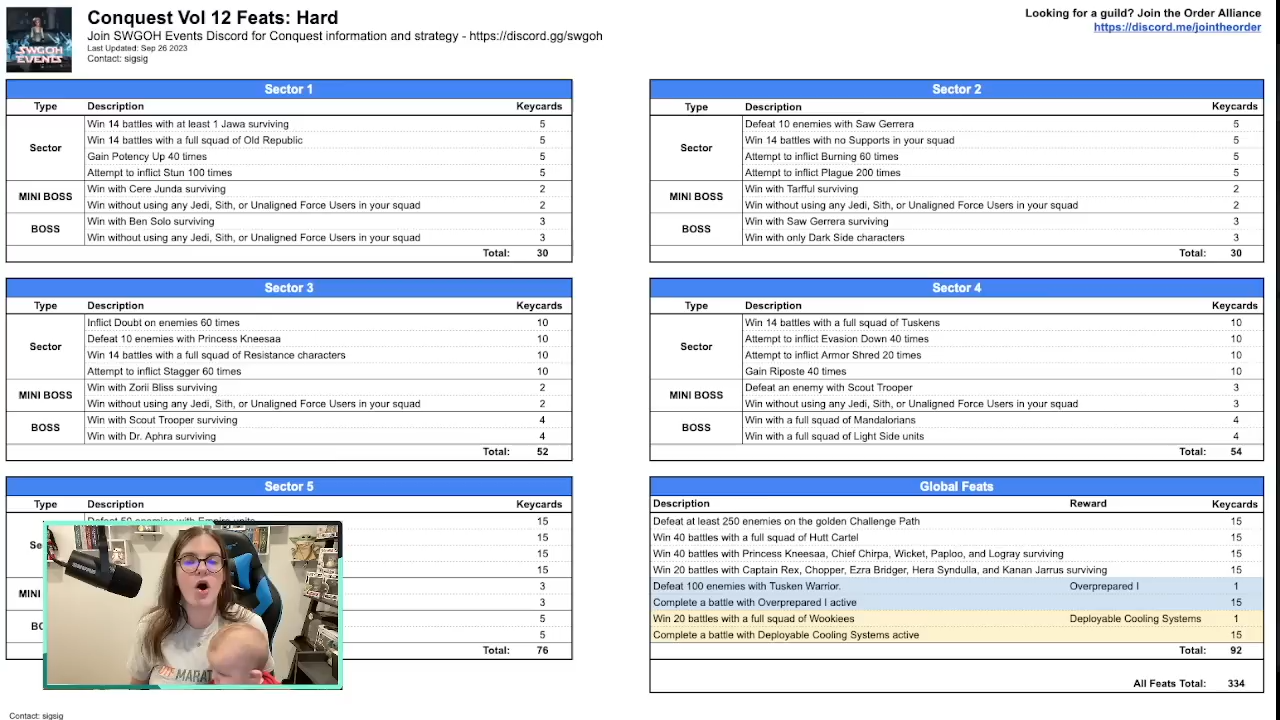 Conquest Vol 12 Feats: Hard
Join SWGOH Events Discord for Conquest information and strategy - https://discord.gg/swgoh
Last Updated: Sep 26 2023
Contact: sigsig
SWGOH
EVENTS
Looking for a guild? Join the Order Alliance
https://discord.me/jointheorder
Sector 1
Type Description Keycards
Sector
Win 14 battles with at least 1 Jawa surviving 5
Win 14 battles with a full squad of Old Republic 5
Gain Potency Up 40 times 5
Attempt to inflict Stun 100 times 5
MINI BOSS
Win with Cere Junda surviving 2
Win without using any Jedi, Sith, or Unaligned Force Users in your squad 2
BOSS
Win with Ben Solo surviving 3
Win without using any Jedi, Sith, or Unaligned Force Users in your squad 3
Total: 30
Sector 2
Type Description Keycards
Sector
Defeat 10 enemies with Saw Gerrera 5
Win 14 battles with no Supports in your squad 5
Attempt to inflict Burning 60 times 5
Attempt to inflict Plague 200 times 5
MINI BOSS
Win with Tarfful surviving 2
Win without using any Jedi, Sith, or Unaligned Force Users in your squad 2
BOSS
Win with Saw Gerrera surviving 3
Win with only Dark Side characters 3
Total: 30
Sector 3
Type Description Keycards
Sector
Inflict Doubt on enemies 60 times 10
Defeat 10 enemies with Princess Kneesaa 10
Win 14 battles with a full squad of Resistance characters 10
Attempt to inflict Stagger 60 times 10
MINI BOSS
Win with Zorii Bliss surviving 2
Win without using any Jedi, Sith, or Unaligned Force Users in your squad 2
BOSS
Win with Scout Trooper surviving 4
Win with Dr. Aphra surviving 4
Total: 52
Sector 4
Type Description Keycards
Sector
Win 14 battles with a full squad of Tuskens 10
Attempt to inflict Evasion Down 40 times 10
Attempt to inflict Armor Shred 20 times 10
Gain Riposte 40 times 10
MINI BOSS
Defeat an enemy with Scout Trooper 3
Win without using any Jedi, Sith, or Unaligned Force Users in your squad 3
BOSS
Win with a full squad of Mandalorians 4
Win with a full squad of Light Side units 4
Total: 54
Sector 5
Type Description Keycards
Defeat 50 enemies with Empire units 15
Se 15
15
15
MINI 3
3
BO 5
5
Total: 76
MARAT
Global Feats
Description Reward Keycards
Defeat at least 250 enemies on the golden Challenge Path 15
Win 40 battles with a full squad of Hutt Cartel 15
Win 40 battles with Princess Kneesaa, Chief Chirpa, Wicket, Paploo, and Logray surviving 15
Win 20 battles with Captain Rex, Chopper, Ezra Bridger, Hera Syndulla, and Kanan Jarrus surviving 15
Defeat 100 enemies with Tusken Warrior. Overprepared I 1
Complete a battle with Overprepared I active 15
Win 20 battles with a full squad of Wookiees Deployable Cooling Systems 1
Complete a battle with Deployable Cooling Systems active 15
Total: 92
All Feats Total: 334
Contact: sigsig